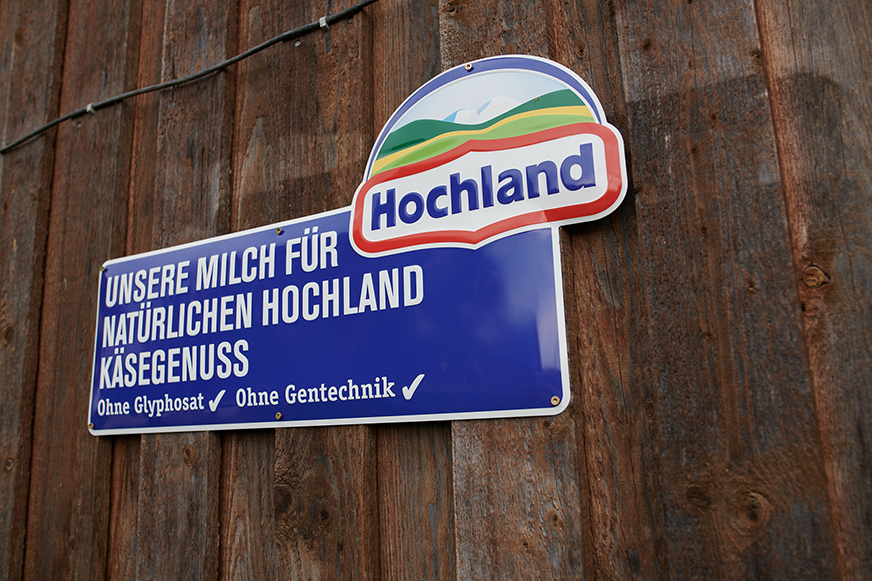 Hochland
UNSERE MILCH FÜR
NATÜRLICHEN HOCHLAND
KÄSEGENUSS
Ohne Glyphosat ✓ Ohne Gentechnik ✓